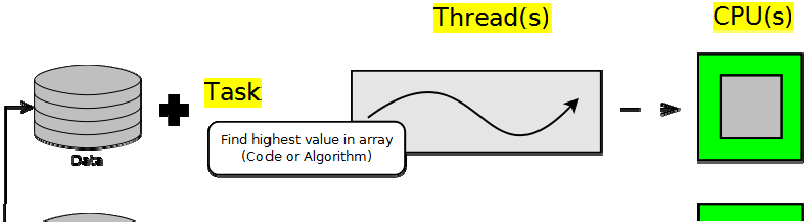 Thread(s)
CPU(s)
Task
Find highest value in array
(Code or Algorithm)
Data